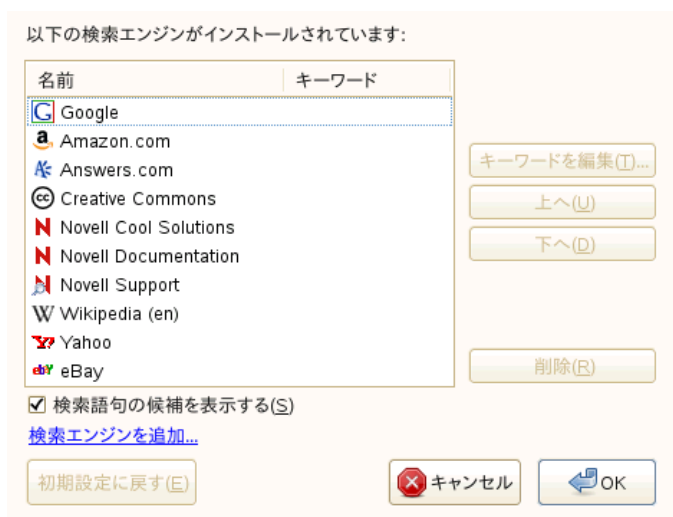 以下の検索エンジンがインストールされています:
名前 キーワード
Google
Amazon.com
Answers.com
Creative Commons
Novell Cool Solutions
Novell Documentation
Novell Support
Wikipedia (en)
Yahoo
eBay
キーワードを編集(T)...
上へ(U)
下へ(D)
削除(R)
検索語句の候補を表示する(S)
検索エンジンを追加...
初期設定に戻す(E) キャンセル OK